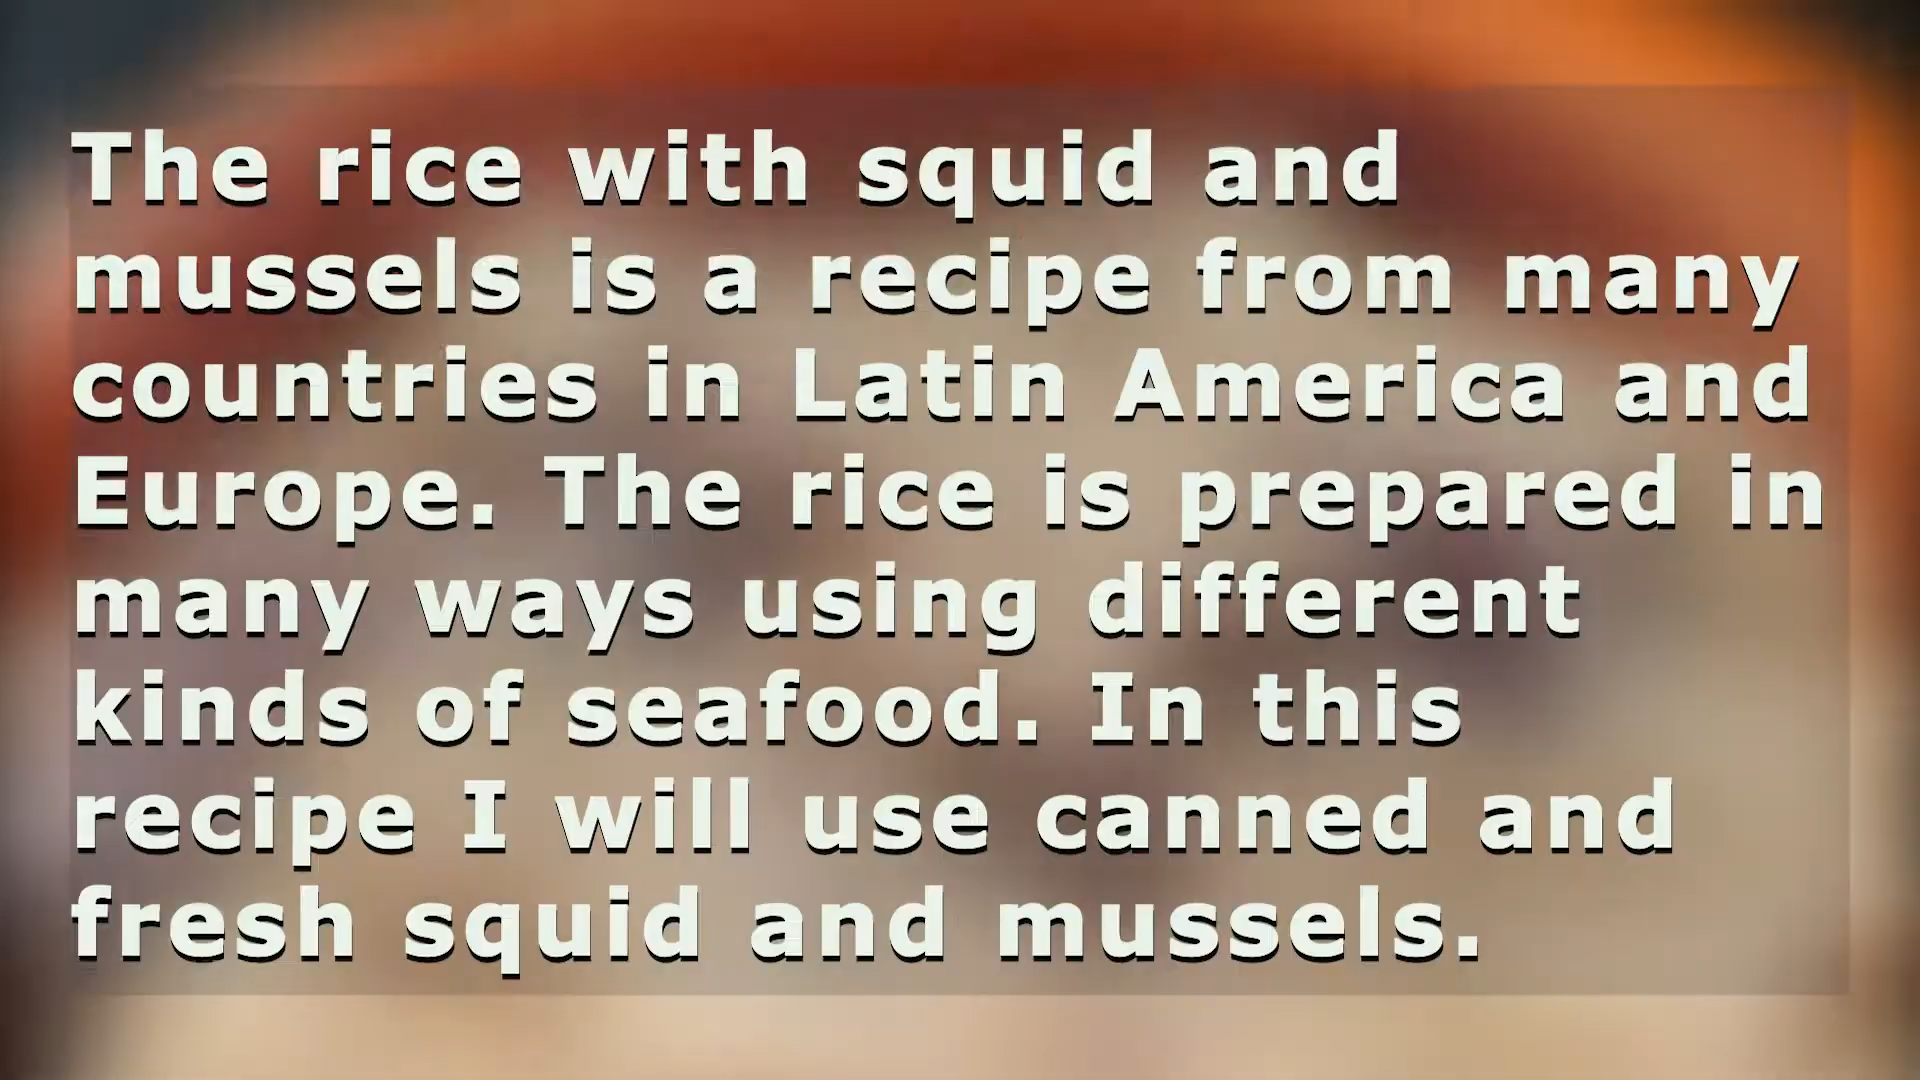 The rice with squid and
mussels is a recipe from many
countries in Latin America and
Europe. The rice is prepared in
many ways using different
kinds of seafood. In this
recipe I will use canned and
fresh squid and mussels.